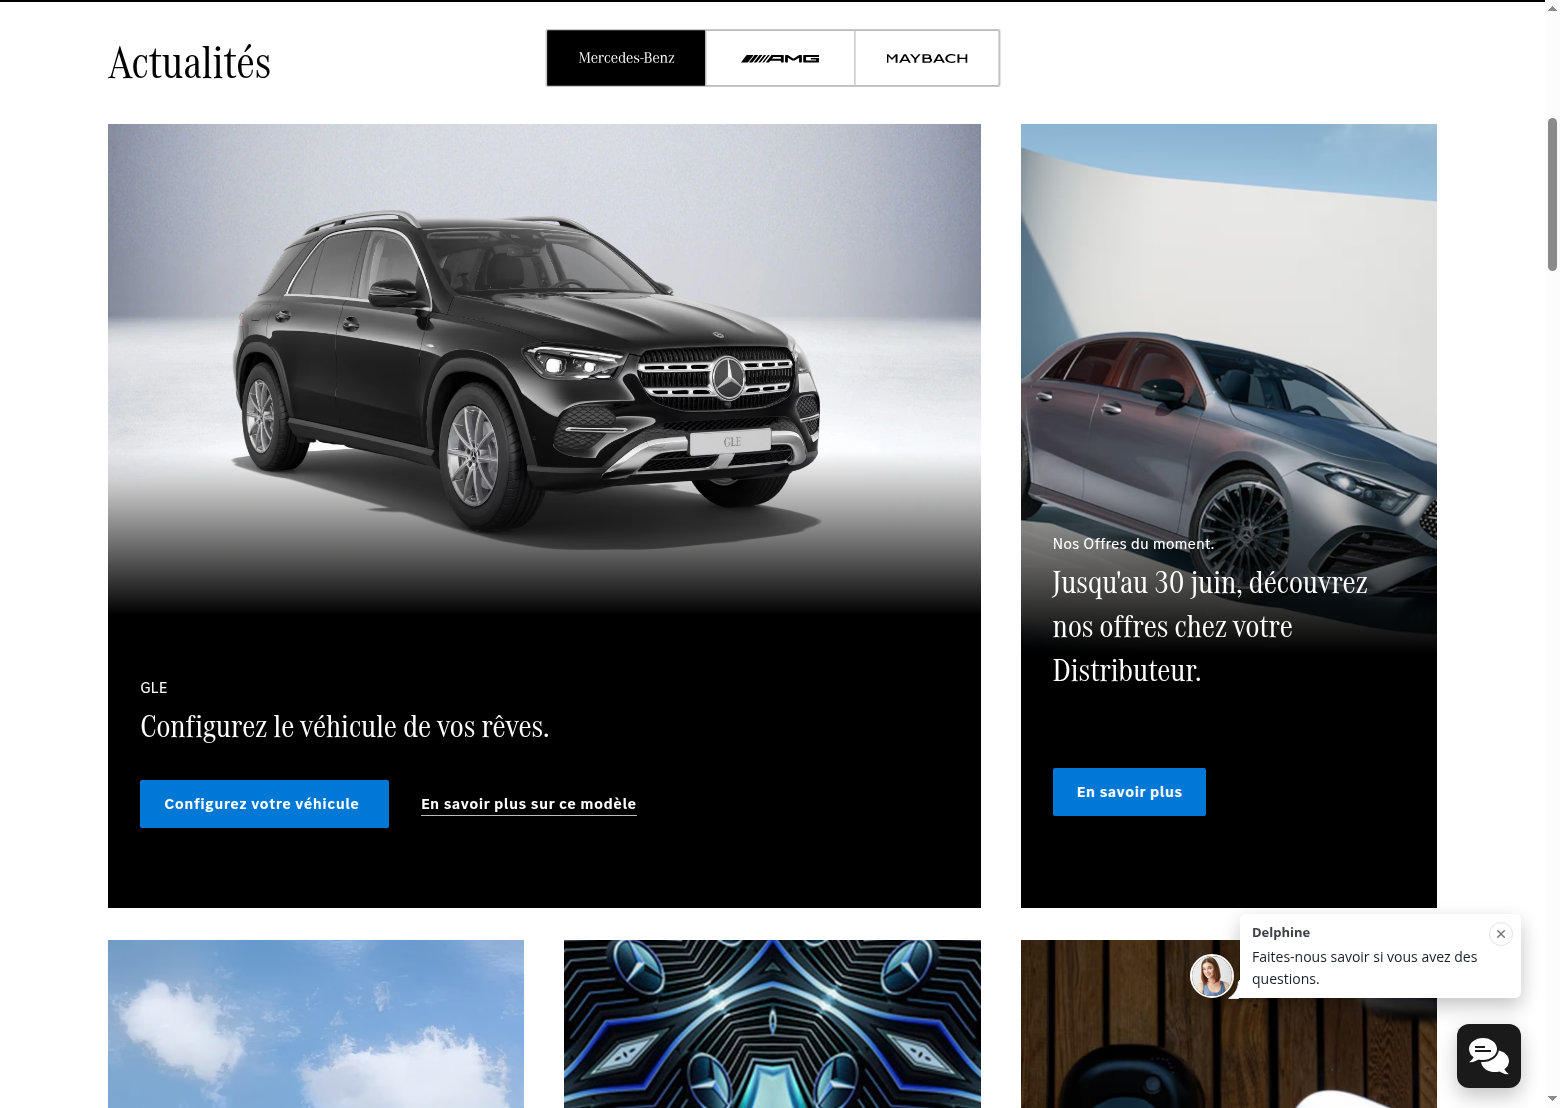 Actualités
Mercedes-Benz
AMG
MAYBACH
GLE
GLE
Configurez le véhicule de vos rêves.
Configurez votre véhicule
En savoir plus sur ce modèle
Nos Offres du moment.
Jusqu'au 30 juin, découvrez
nos offres chez votre
Distributeur.
En savoir plus
Delphine
Faites-nous savoir si vous avez des
questions.